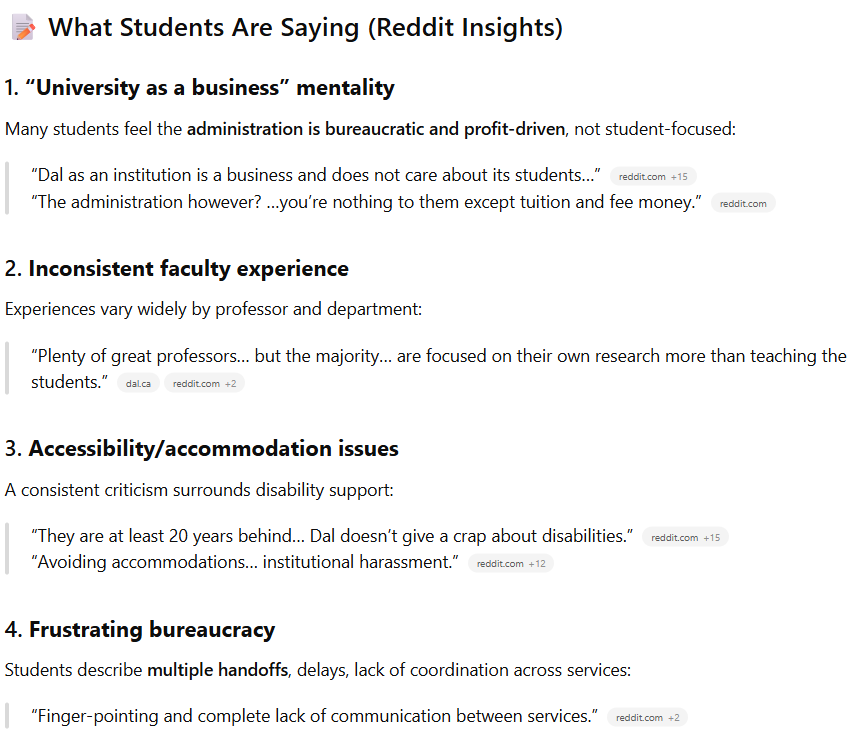 📝 What Students Are Saying (Reddit Insights)
1. “University as a business” mentality
Many students feel the administration is bureaucratic and profit-driven, not student-focused:
“Dal as an institution is a business and does not care about its students…” reddit.com +15
“The administration however? …you’re nothing to them except tuition and fee money.” reddit.com
2. Inconsistent faculty experience
Experiences vary widely by professor and department:
“Plenty of great professors… but the majority… are focused on their own research more than teaching the
students.” dal.ca reddit.com +2
3. Accessibility/accommodation issues
A consistent criticism surrounds disability support:
“They are at least 20 years behind… Dal doesn’t give a crap about disabilities.” reddit.com +15
“Avoiding accommodations… institutional harassment.” reddit.com +12
4. Frustrating bureaucracy
Students describe multiple handoffs, delays, lack of coordination across services:
“Finger-pointing and complete lack of communication between services.” reddit.com +2